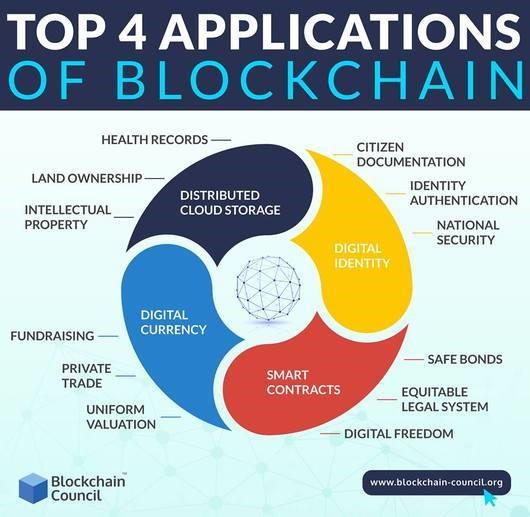 TOP 4 APPLICATIONS
OF BLOCKCHAIN
HEALTH RECORDS
LAND OWNERSHIP
INTELLECTUAL
PROPERTY
DISTRIBUTED
CLOUD STORAGE
CITIZEN
DOCUMENTATION
IDENTITY
AUTHENTICATION
NATIONAL
SECURITY
DIGITAL
IDENTITY
DIGITAL
CURRENCY
FUNDRAISING
PRIVATE
TRADE
UNIFORM
VALUATION
SMART
CONTRACTS
SAFE BONDS
EQUITABLE
LEGAL SYSTEM
DIGITAL FREEDOM
Blockchain™
Council
www.blockchain-council.org